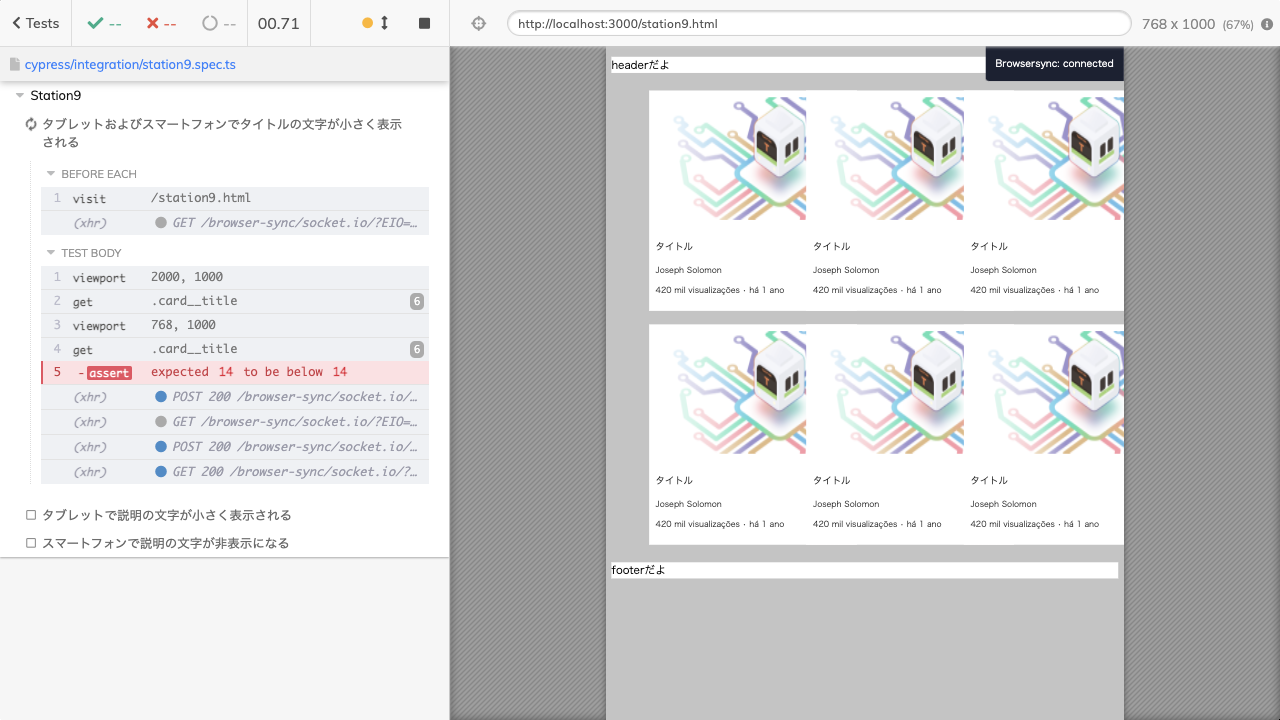 Tests
--
--
--
00.71
http://localhost:3000/station9.html
768 x 1000 (67%)
cypress/integration/station9.spec.ts
Station9
タブレットおよびスマートフォンでタイトルの文字が小さく表示
される
BEFORE EACH
1 visit /station9.html
(xhr) GET /browser-sync/socket.io/?EIO=…
TEST BODY
1 viewport 2000, 1000
2 get .card__title 6
3 viewport 768, 1000
4 get .card__title 6
5 -assert expected 14 to be below 14
(xhr) POST 200 /browser-sync/socket.io/…
(xhr) GET /browser-sync/socket.io/?EIO=…
(xhr) POST 200 /browser-sync/socket.io/…
(xhr) GET 200 /browser-sync/socket.io/?…
タブレットで説明の文字が小さく表示される
スマートフォンで説明の文字が非表示になる
headerだよ
Browsersync: connected
タイトル タイトル タイトル
Joseph Solomon Joseph Solomon Joseph Solomon
420 mil visualizações・há 1 ano 420 mil visualizações・há 1 ano 420 mil visualizações・há 1 ano
タイトル タイトル タイトル
Joseph Solomon Joseph Solomon Joseph Solomon
420 mil visualizações・há 1 ano 420 mil visualizações・há 1 ano 420 mil visualizações・há 1 ano
footerだよ